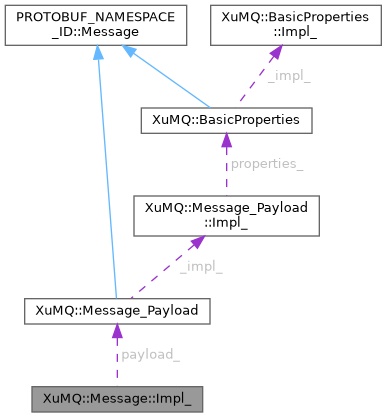 PROTOBUF_NAMESPACE
_ID::Message
XuMQ::BasicProperties
::Impl_
_impl_
XuMQ::BasicProperties
properties_
XuMQ::Message_Payload
::Impl_
_impl_
XuMQ::Message_Payload
payload_
XuMQ::Message::Impl_